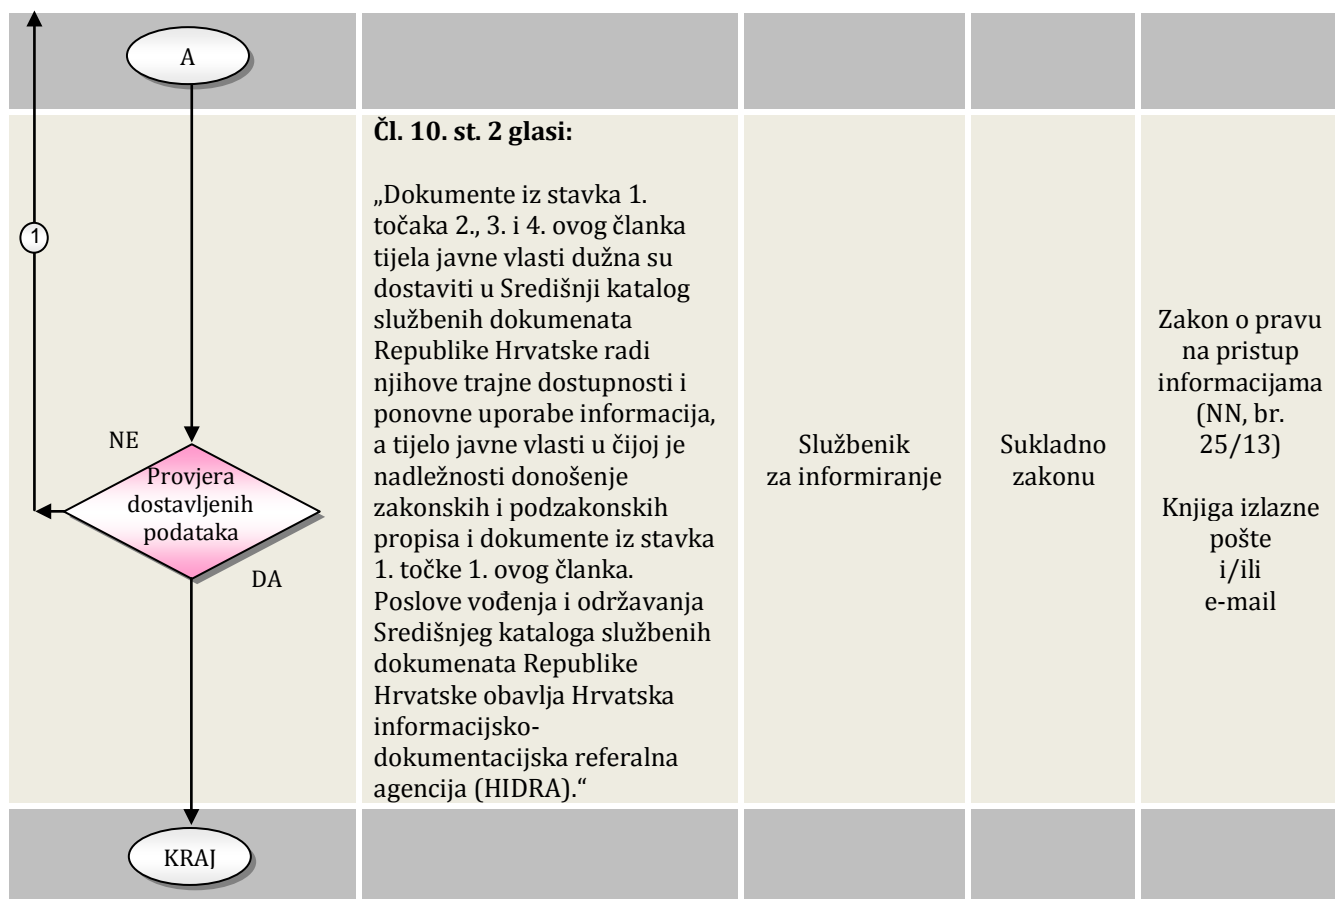 A
1
NE
Provjera
dostavljenih
podataka
DA
KRAJ
Čl. 10. st. 2 glasi:
„Dokumente iz stavka 1.
točaka 2., 3. i 4. ovog članka
tijela javne vlasti dužna su
dostaviti u Središnji katalog
službenih dokumenata
Republike Hrvatske radi
njihove trajne dostupnosti i
ponovne uporabe informacija,
a tijelo javne vlasti u čijoj je
nadležnosti donošenje
zakonskih i podzakonskih
propisa i dokumente iz stavka
1. točke 1. ovog članka.
Poslove vođenja i održavanja
Središnjeg kataloga službenih
dokumenata Republike
Hrvatske obavlja Hrvatska
informacijsko-
dokumentacijska referalna
agencija (HIDRA).“
Službenik
za informiranje
Sukladno
zakonu
Zakon o pravu
na pristup
informacijama
(NN, br.
25/13)
Knjiga izlazne
pošte
i/ili
e-mail